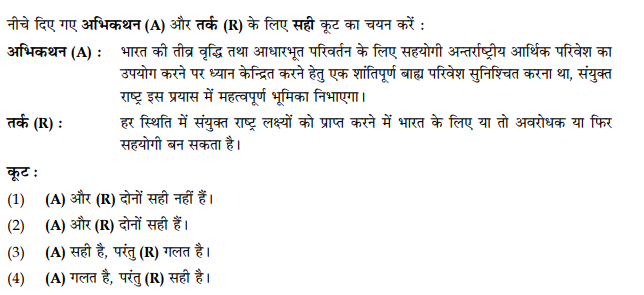 नीचे दिए गए अभिकथन (A) और तर्क (R) के लिए सही कूट का चयन करें :
अभिकथन (A) : भारत की तीव्र वृद्धि तथा आधारभूत परिवर्तन के लिए सहयोगी अन्तर्राष्ट्रीय आर्थिक परिवेश का
उपयोग करने पर ध्यान केन्द्रित करने हेतु एक शांतिपूर्ण बाह्य परिवेश सुनिश्चित करना था, संयुक्त
राष्ट्र इस प्रयास में महत्वपूर्ण भूमिका निभाएगा।
तर्क (R) : हर स्थिति में संयुक्त राष्ट्र लक्ष्यों को प्राप्त करने में भारत के लिए या तो अवरोधक या फिर
सहयोगी बन सकता है।
कूट :
(1) (A) और (R) दोनों सही नहीं हैं।
(2) (A) और (R) दोनों सही हैं।
(3) (A) सही है, परंतु (R) गलत है।
(4) (A) गलत है, परंतु (R) सही है।